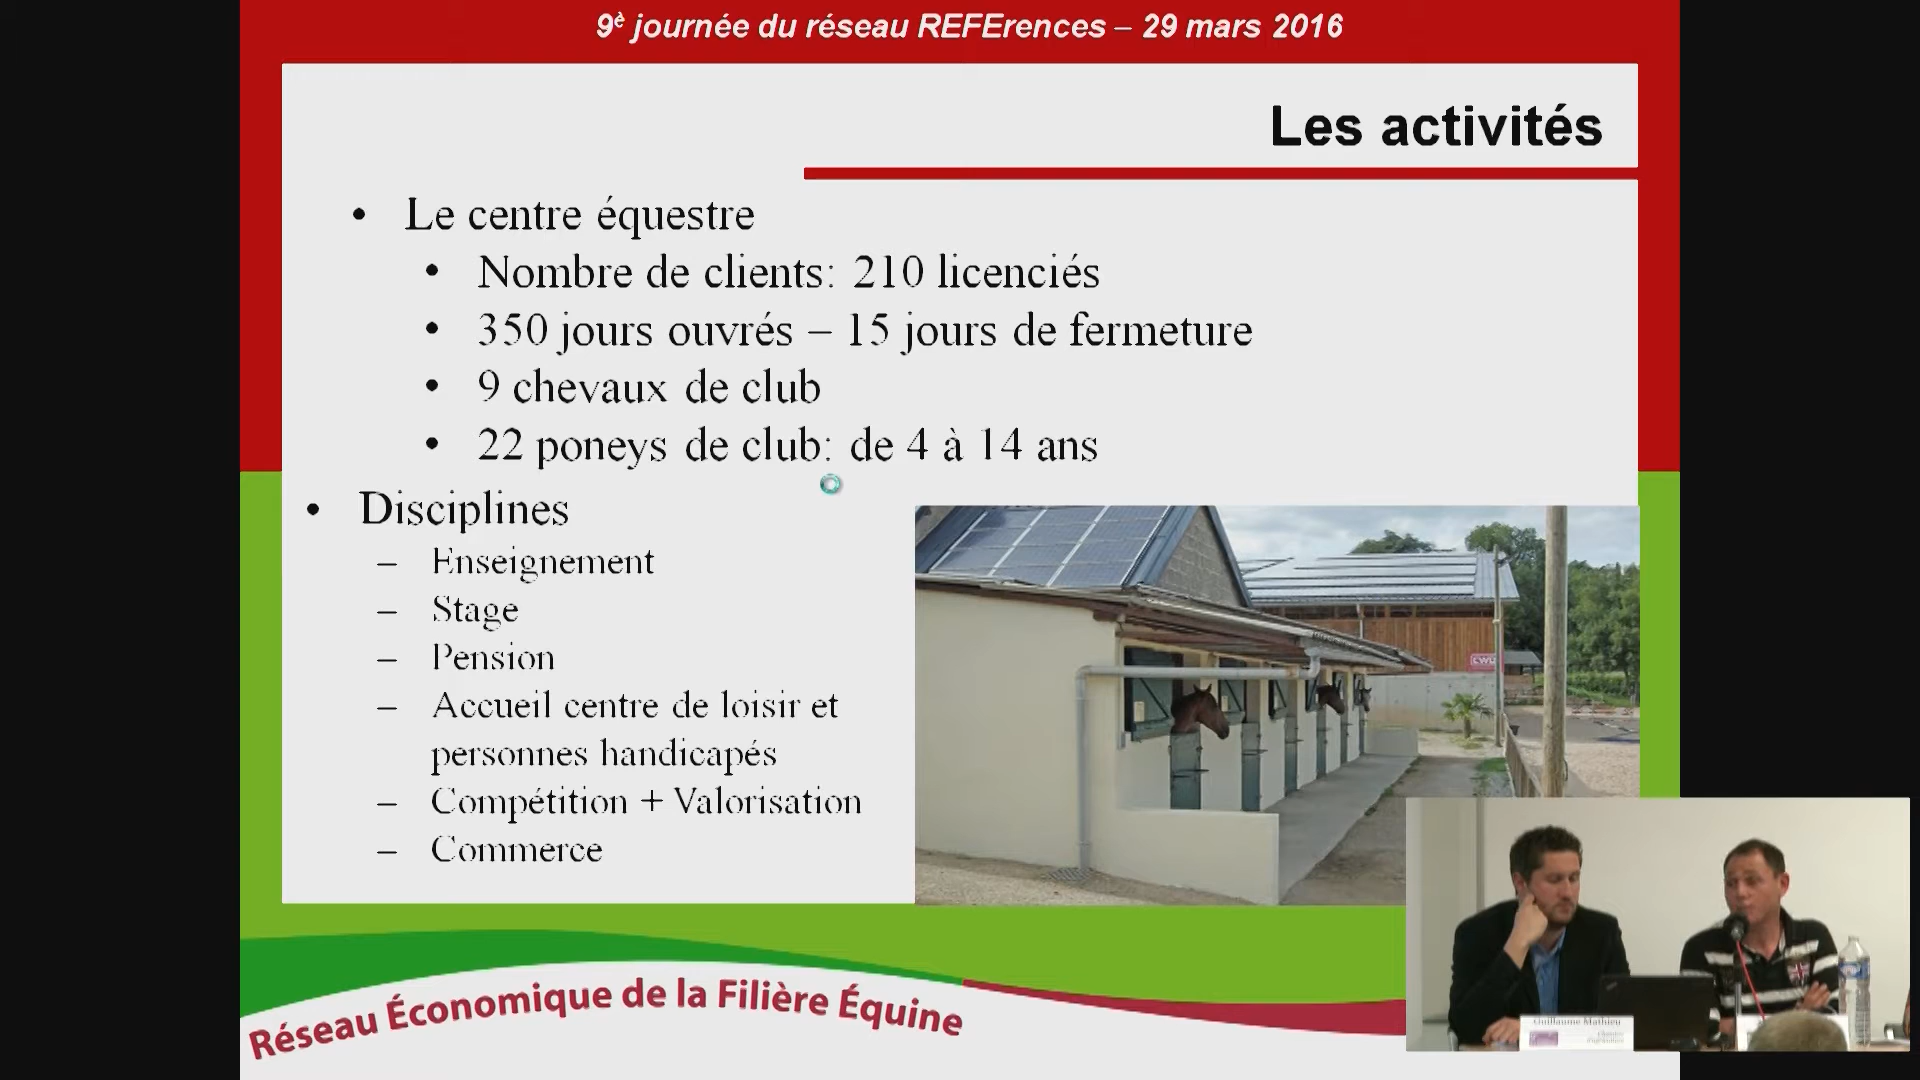 9è journée du réseau REFErences – 29 mars 2016
Les activités
• Le centre équestre
• Nombre de clients: 210 licenciés
• 350 jours ouvrés – 15 jours de fermeture
• 9 chevaux de club
• 22 poneys de club: de 4 à 14 ans
• Disciplines
– Enseignement
– Stage
– Pension
– Accueil centre de loisir et
personnes handicapés
– Compétition + Valorisation
– Commerce
CWD
Réseau Économique de la Filière Équine
Guillaume Mathieu